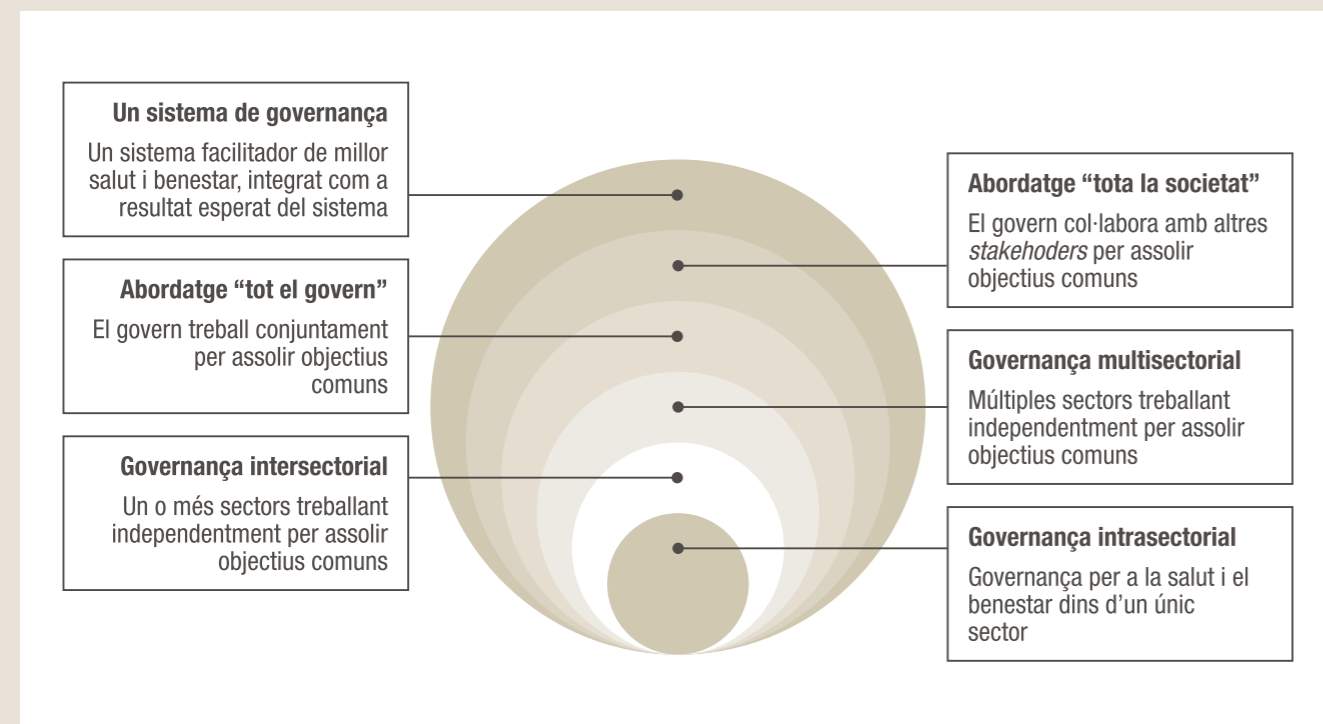 Un sistema de governança
Un sistema facilitador de millor
salut i benestar, integrat com a
resultat esperat del sistema
Abordatge “tot el govern”
El govern treball conjuntament
per assolir objectius
comuns
Governança intersectorial
Un o més sectors treballant
independentment per assolir
objectius comuns
Abordatge “tota la societat”
El govern col·labora amb altres
stakehoders per assolir
objectius comuns
Governança multisectorial
Múltiples sectors treballant
independentment per assolir
objectius comuns
Governança intrasectorial
Governança per a la salut i el
benestar dins d’un únic
sector